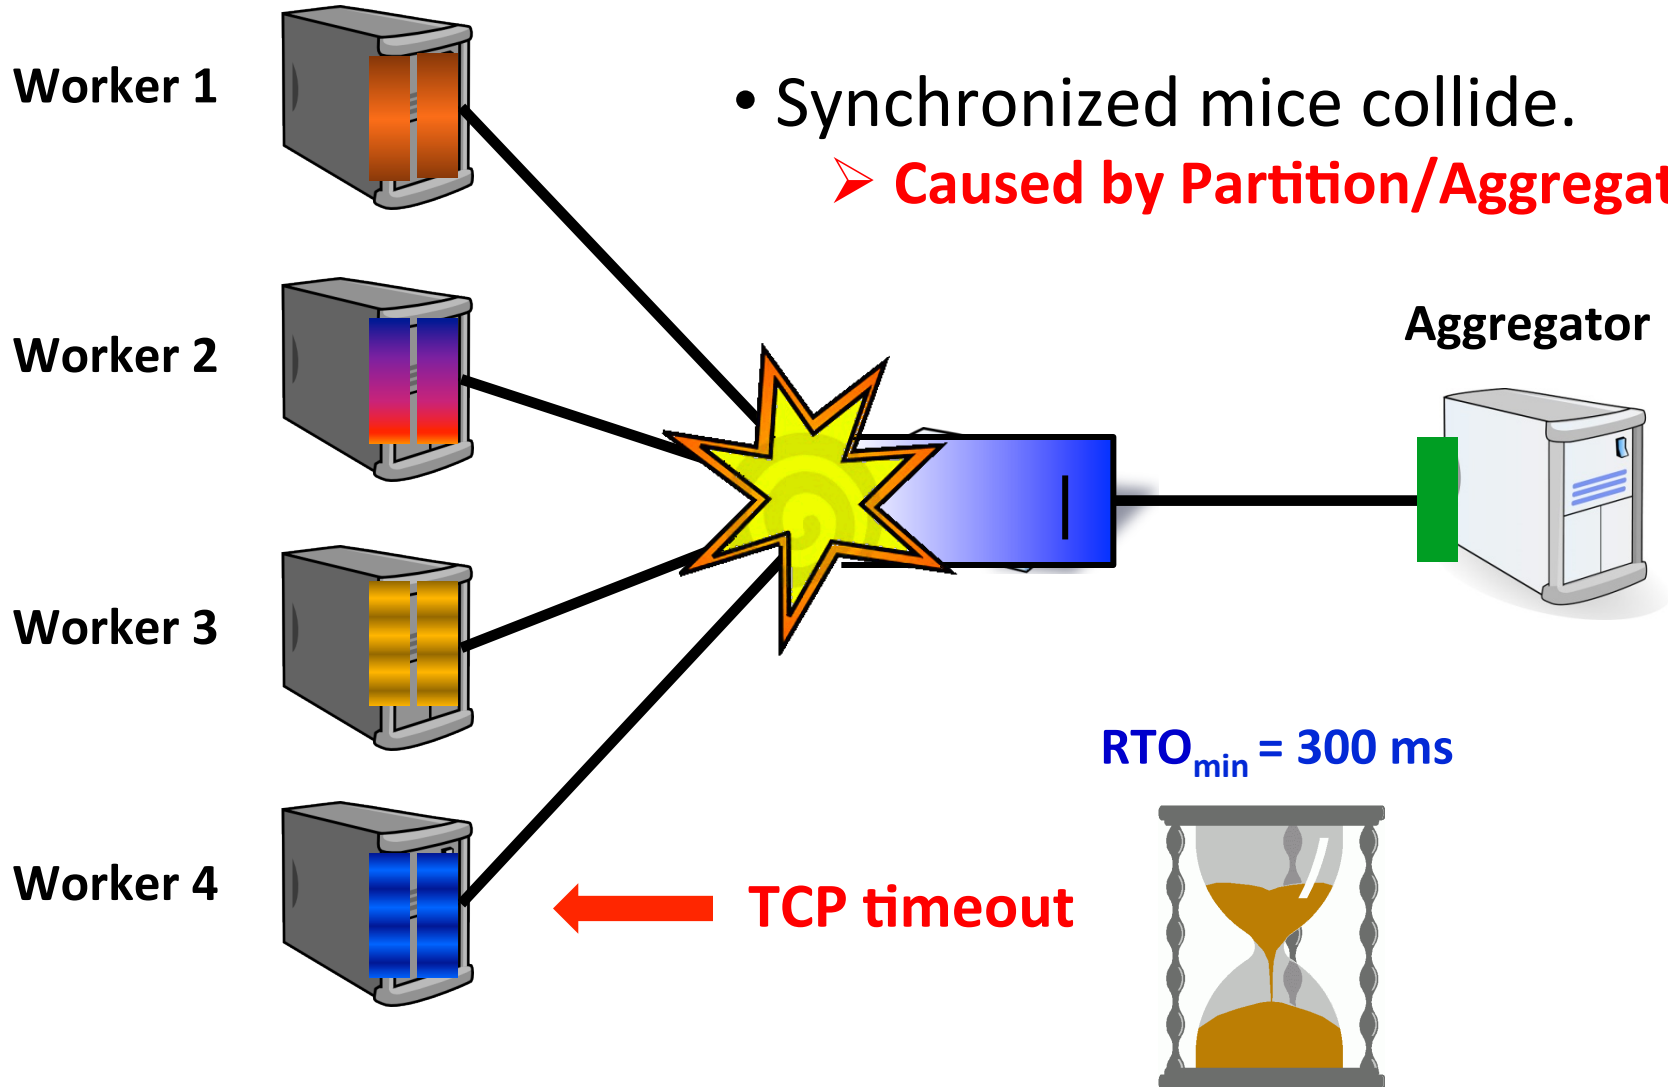 Worker 1
• Synchronized mice collide.
➢ Caused by Partition/Aggregat
Worker 2
Aggregator
Worker 3
RTOmin = 300 ms
Worker 4
TCP timeout